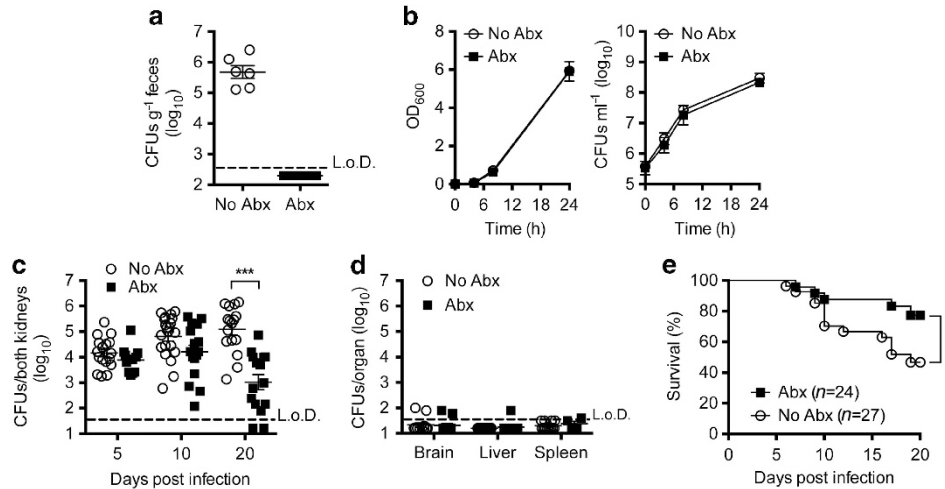 a
CFUs g⁻¹ feces
(log₁₀)
7
6
5
4
3
2
L.o.D.
No Abx
Abx
b
No Abx
Abx
OD₆₀₀
8
6
4
2
0
0 6 12 18 24
Time (h)
No Abx
Abx
CFUs ml⁻¹ (log₁₀)
10
9
8
7
6
5
0 6 12 18 24
Time (h)
c
No Abx
Abx
***
CFUs/both kidneys
(log₁₀)
7
6
5
4
3
2
1
L.o.D.
5 10 20
Days post infection
d
No Abx
Abx
CFUs/organ (log₁₀)
7
6
5
4
3
2
1
L.o.D.
Brain Liver Spleen
e
Survival (%)
100
80
60
40
20
0
Abx (n=24)
No Abx (n=27)
0 5 10 15 20
Days post infection
*